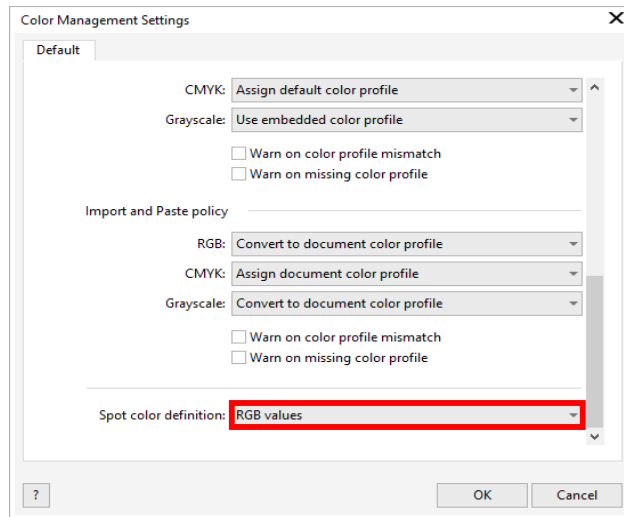 Color Management Settings
Default
CMYK: Assign default color profile
Grayscale: Use embedded color profile
Warn on color profile mismatch
Warn on missing color profile
Import and Paste policy
RGB: Convert to document color profile
CMYK: Assign document color profile
Grayscale: Convert to document color profile
Warn on color profile mismatch
Warn on missing color profile
Spot color definition: RGB values
? OK Cancel